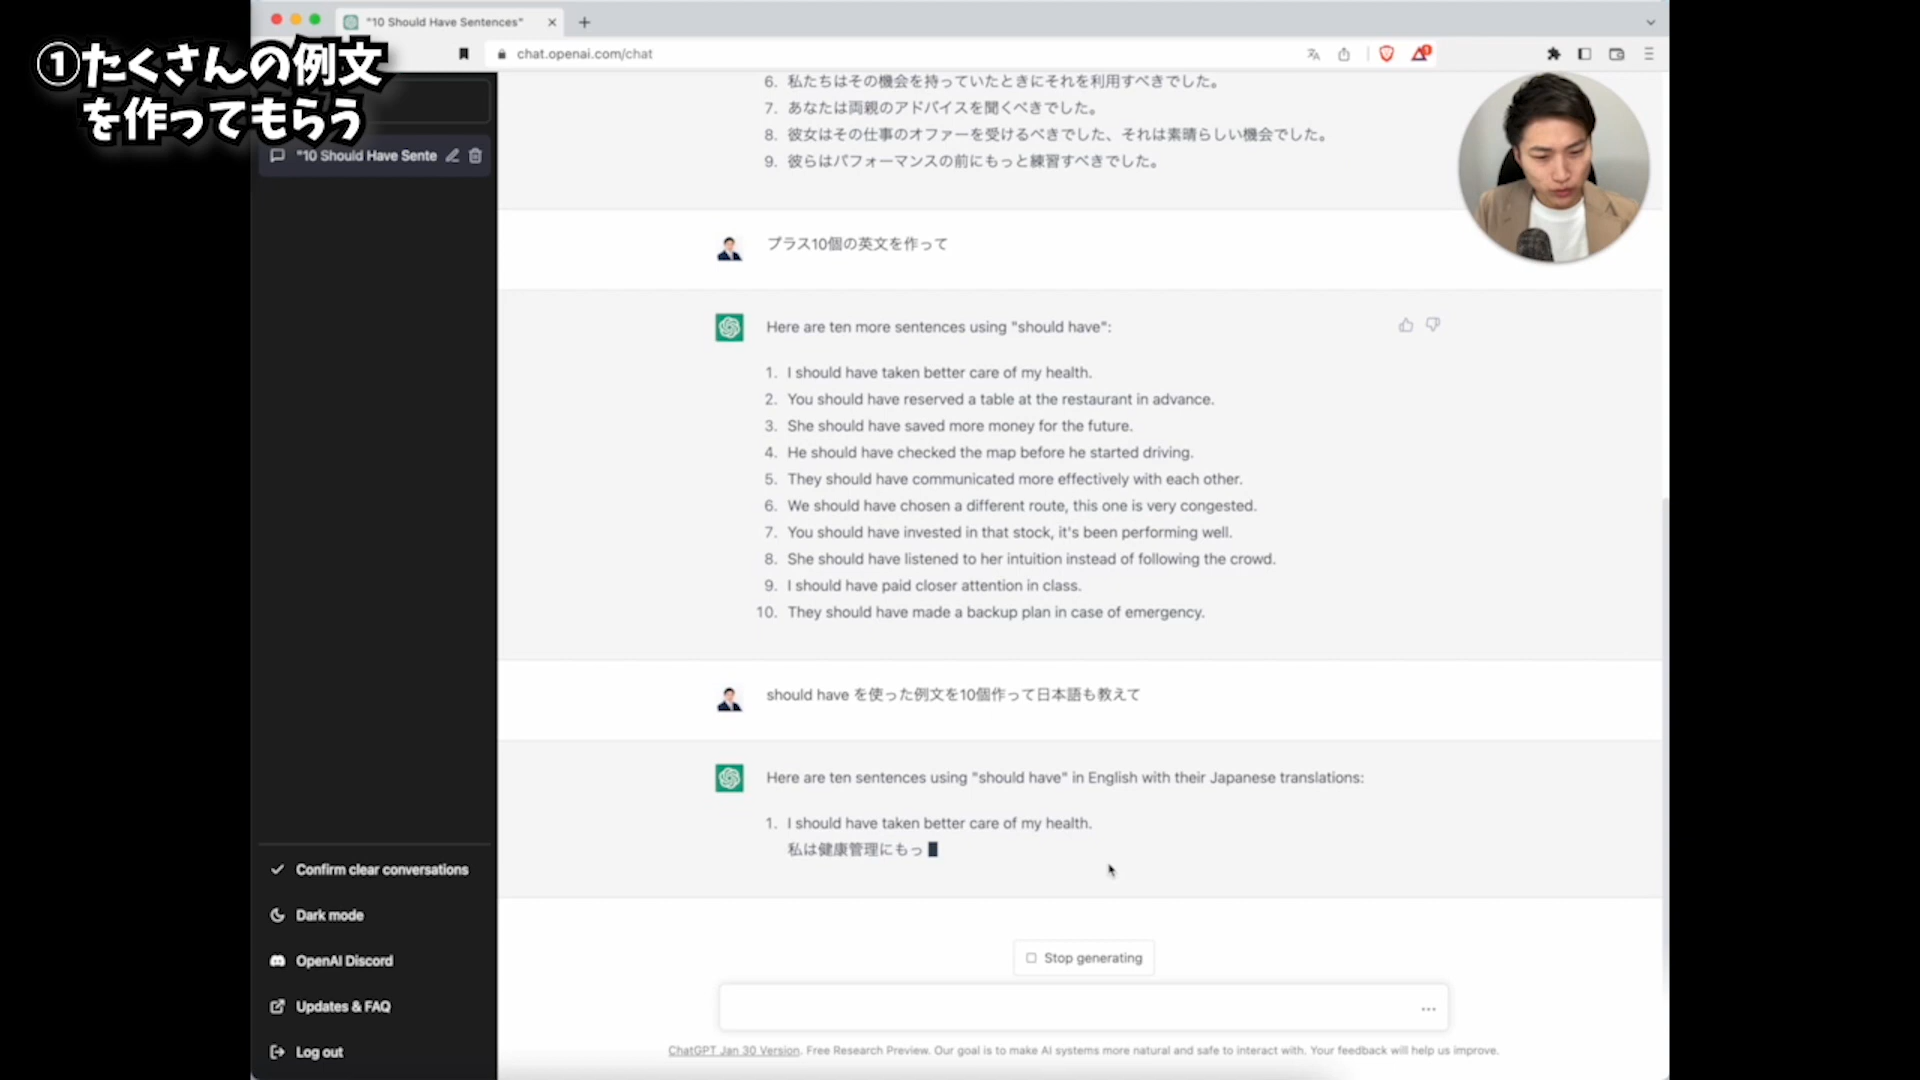 ①たくさんの例文
を作ってもらう
"10 Should Have Sentences"
chat.openai.com/chat
"10 Should Have Sente
6. 私たちはその機会を持っていたときにそれを利用すべきでした。
7. あなたは両親のアドバイスを聞くべきでした。
8. 彼女はその仕事のオファーを受けるべきでした、それは素晴らしい機会でした。
9. 彼らはパフォーマンスの前にもっと練習すべきでした。
プラス10個の英文を作って
Here are ten more sentences using "should have":
1. I should have taken better care of my health.
2. You should have reserved a table at the restaurant in advance.
3. She should have saved more money for the future.
4. He should have checked the map before he started driving.
5. They should have communicated more effectively with each other.
6. We should have chosen a different route, this one is very congested.
7. You should have invested in that stock, it's been performing well.
8. She should have listened to her intuition instead of following the crowd.
9. I should have paid closer attention in class.
10. They should have made a backup plan in case of emergency.
should have を使った例文を10個作って日本語も教えて
Here are ten sentences using "should have" in English with their Japanese translations:
1. I should have taken better care of my health.
私は健康管理にもっ
Confirm clear conversations
Dark mode
OpenAI Discord
Updates & FAQ
Log out
Stop generating
ChatGPT Jan 30 Version. Free Research Preview. Our goal is to make AI systems more natural and safe to interact with. Your feedback will help us improve.